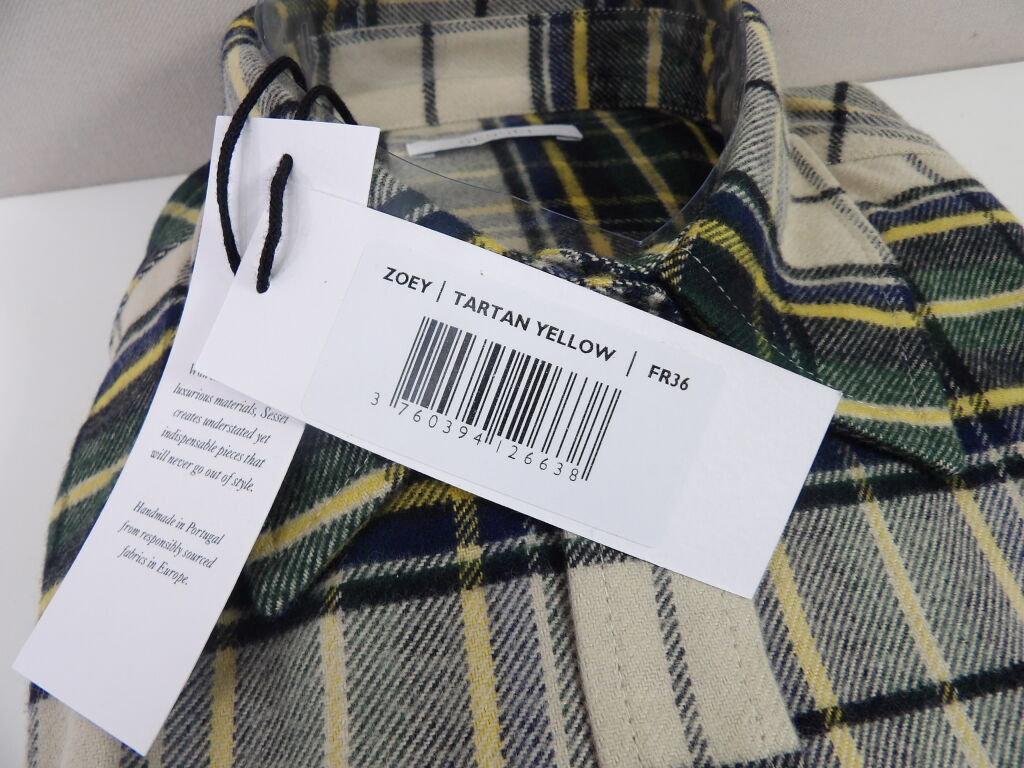 ZOEY | TARTAN YELLOW | FR36
3 760394 126638
luxurious materials, Sesset
creates understated yet
indispensable pieces that
will never go out of style.
Handmade in Portugal
from responsibly sourced
fabrics in Europe.